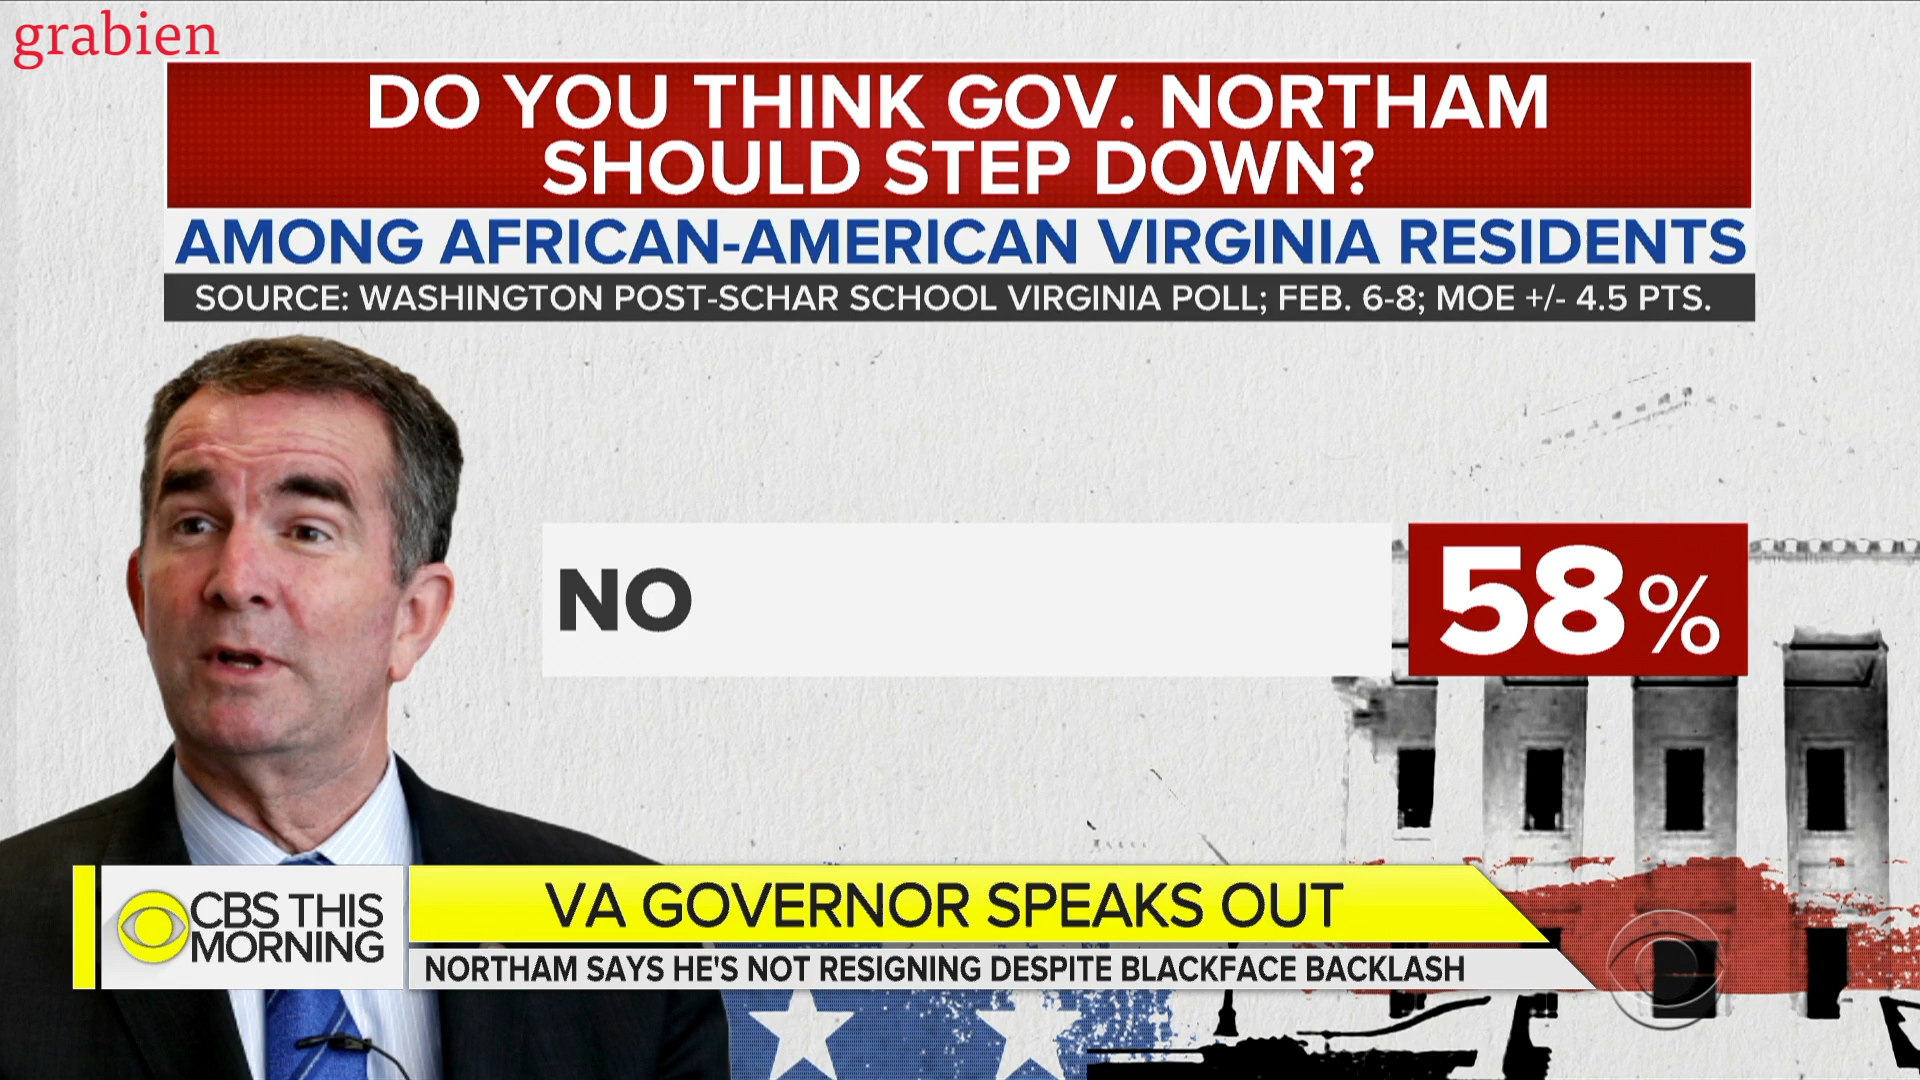 grabien
DO YOU THINK GOV. NORTHAM
SHOULD STEP DOWN?
AMONG AFRICAN-AMERICAN VIRGINIA RESIDENTS
SOURCE: WASHINGTON POST-SCHAR SCHOOL VIRGINIA POLL; FEB. 6-8; MOE +/- 4.5 PTS.
NO 58%
CBS THIS
MORNING
VA GOVERNOR SPEAKS OUT
NORTHAM SAYS HE'S NOT RESIGNING DESPITE BLACKFACE BACKLASH